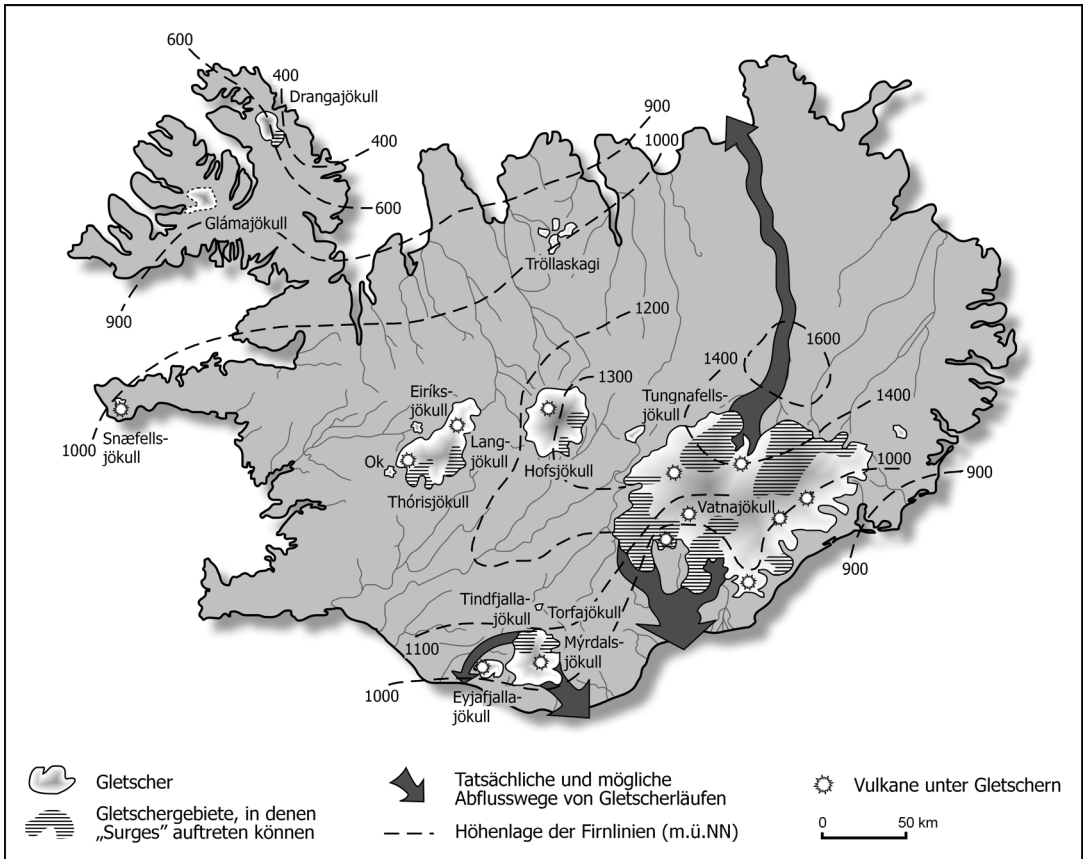 600
400
Drangajökull
400
600
Glámajökull
900
900
1000
Tröllaskagi
1200
1300
1400
1600
1400
Tungnafells-
jökull
Eiríks-
jökull
Lang-
jökull
Ok
Thórisjökull
Hofsjökull
1000
Snæfells-
jökull
Vatnajökull
1000
900
900
Tindfjalla-
jökull
Torfajökull
1100
Mýrdals-
jökull
1000
Eyjafjalla-
jökull
Gletscher
Gletschergebiete, in denen
„Surges” auftreten können
Tatsächliche und mögliche
Abflusswege von Gletscherläufen
Höhenlage der Firnlinien (m.ü.NN)
Vulkane unter Gletschern
0 50 km